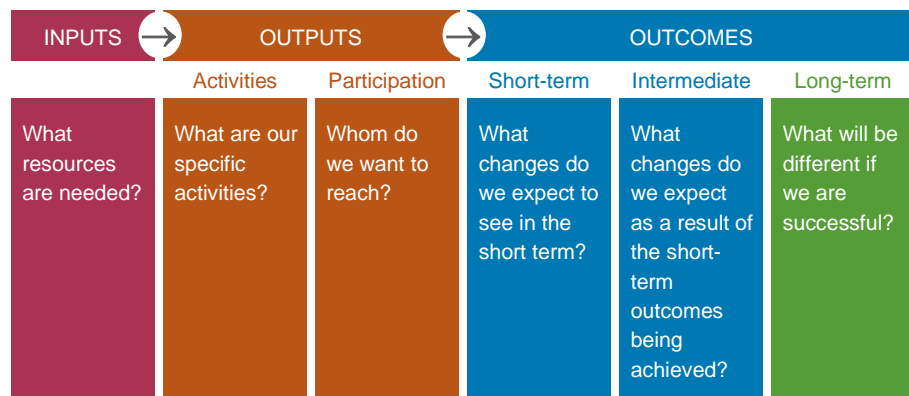 INPUTS → OUTPUTS → OUTCOMES
Activities Participation Short-term Intermediate Long-term
What
resources
are needed?
What are our
specific
activities?
Whom do
we want to
reach?
What
changes do
we expect to
see in the
short term?
What
changes do
we expect
as a result of
the short-
term
outcomes
being
achieved?
What will be
different if
we are
successful?